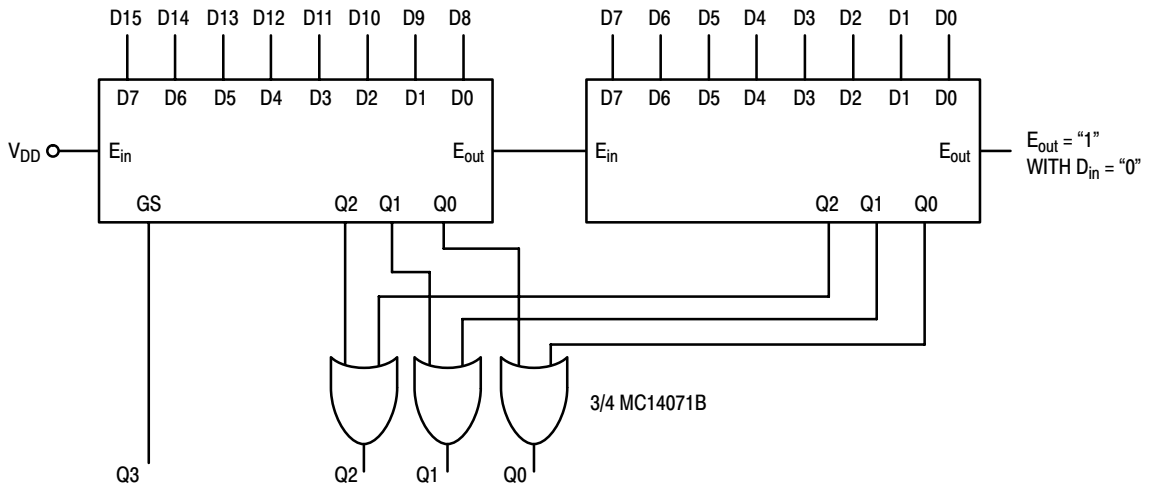 D15 D14 D13 D12 D11 D10 D9 D8 D7 D6 D5 D4 D3 D2 D1 D0
D7 D6 D5 D4 D3 D2 D1 D0 D7 D6 D5 D4 D3 D2 D1 D0
VDD Ein Eout Ein Eout Eout = “1”
WITH Din = “0”
GS Q2 Q1 Q0 Q2 Q1 Q0
3/4 MC14071B
Q3 Q2 Q1 Q0